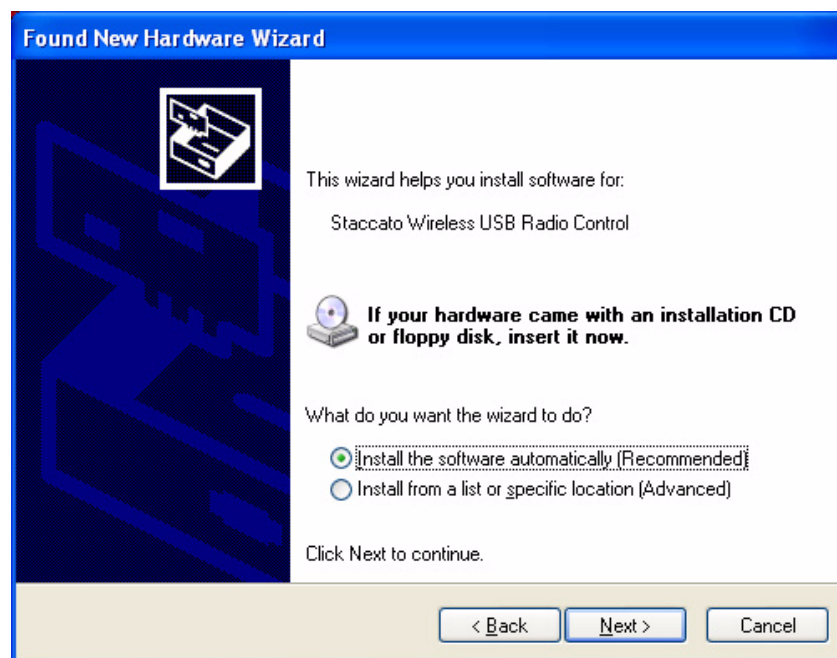 Found New Hardware Wizard
This wizard helps you install software for:
Staccato Wireless USB Radio Control
If your hardware came with an installation CD
or floppy disk, insert it now.
What do you want the wizard to do?
Install the software automatically (Recommended)
Install from a list or specific location (Advanced)
Click Next to continue.
< Back Next > Cancel